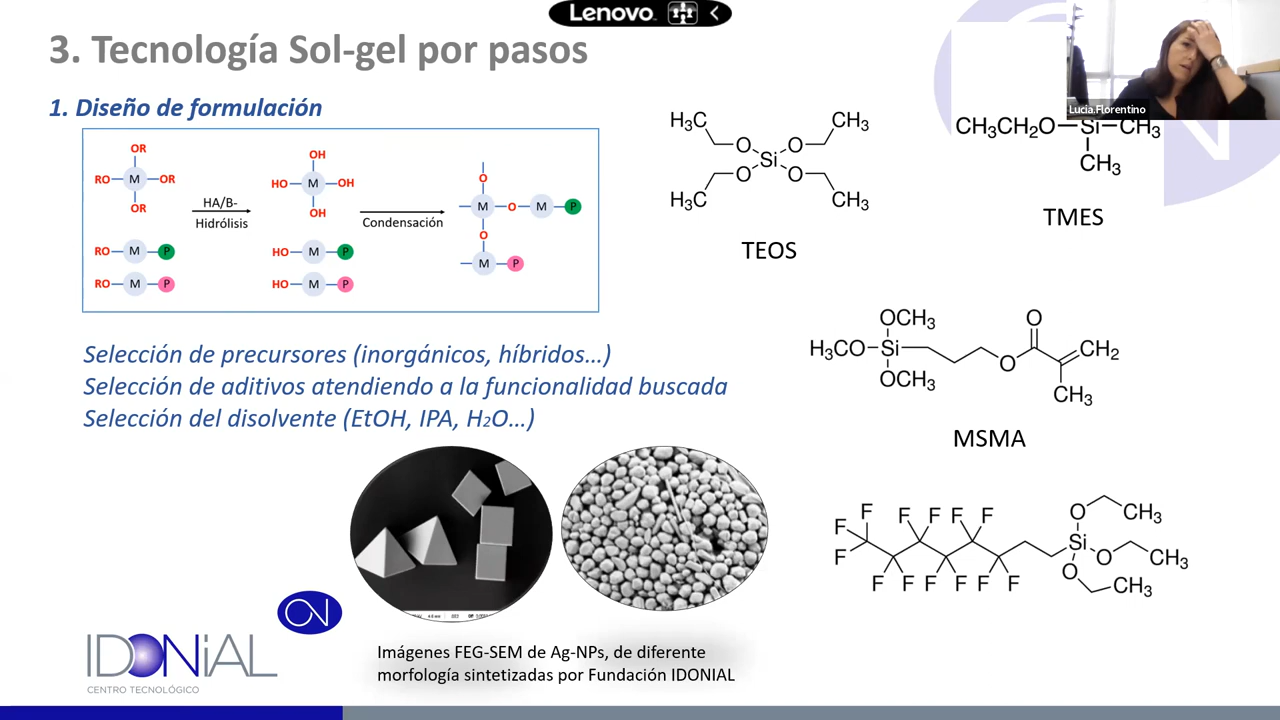 Lenovo
3. Tecnología Sol-gel por pasos
Lucia.Florentino
1. Diseño de formulación
OR
RO M OR
OR
RO M P
RO M P
HA/B-
Hidrólisis
OH
HO M OH
OH
HO M P
HO M P
Condensación
O
M O M P
O
M P
H₃C CH₃
O O
Si
O O
H₃C CH₃
TEOS
CH₃CH₂O Si CH₃
CH₃
TMES
Selección de precursores (inorgánicos, híbridos...)
Selección de aditivos atendiendo a la funcionalidad buscada
Selección del disolvente (EtOH, IPA, H₂O...)
OCH₃ O
H₃CO Si CH₂
OCH₃ O
CH₃
MSMA
F F F F F O CH₃
F Si
F O CH₃
F F F F F F O CH₃
Imágenes FEG-SEM de Ag-NPs, de diferente
morfología sintetizadas por Fundación IDONIAL
IDONiAL
CENTRO TECNOLÓGICO